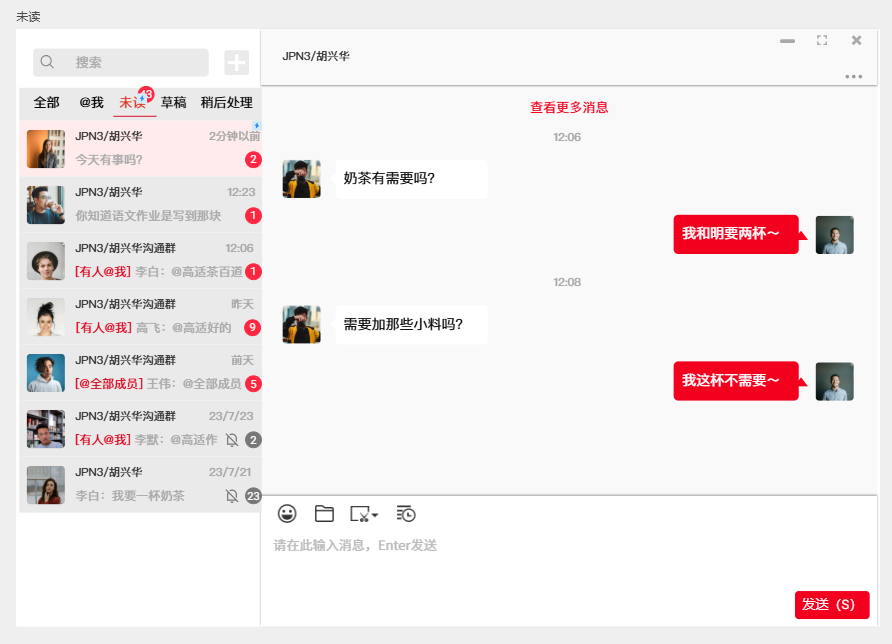 未读
搜索
全部 @我 未读 草稿 稍后处理
JPN3/胡兴华 2分钟以前
今天有事吗? 2
JPN3/胡兴华 12:23
你知道语文作业是写到那块 1
JPN3/胡兴华沟通群 12:06
[有人@我] 李白：@高适茶百道 1
JPN3/胡兴华沟通群 昨天
[有人@我] 高飞：@高适好的 9
JPN3/胡兴华沟通群 前天
[@全部成员] 王伟：@全部成员 5
JPN3/胡兴华沟通群 23/7/23
[有人@我] 李默：@高适作 2
JPN3/胡兴华 23/7/21
李白：我要一杯奶茶 23
JPN3/胡兴华
查看更多消息
12:06
奶茶有需要吗?
我和明要两杯～
12:08
需要加那些小料吗?
我这杯不需要～
请在此输入消息，Enter发送
发送（S）